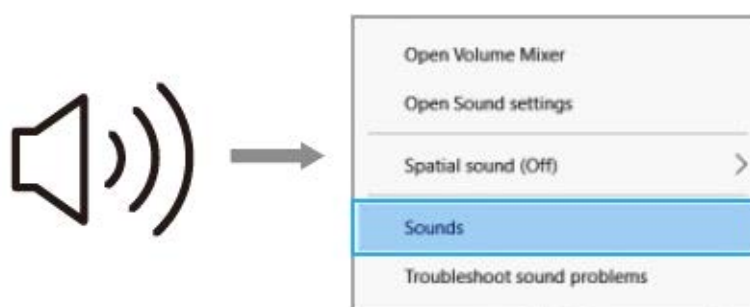 Open Volume Mixer
Open Sound settings
Spatial sound (Off)
Sounds
Troubleshoot sound problems